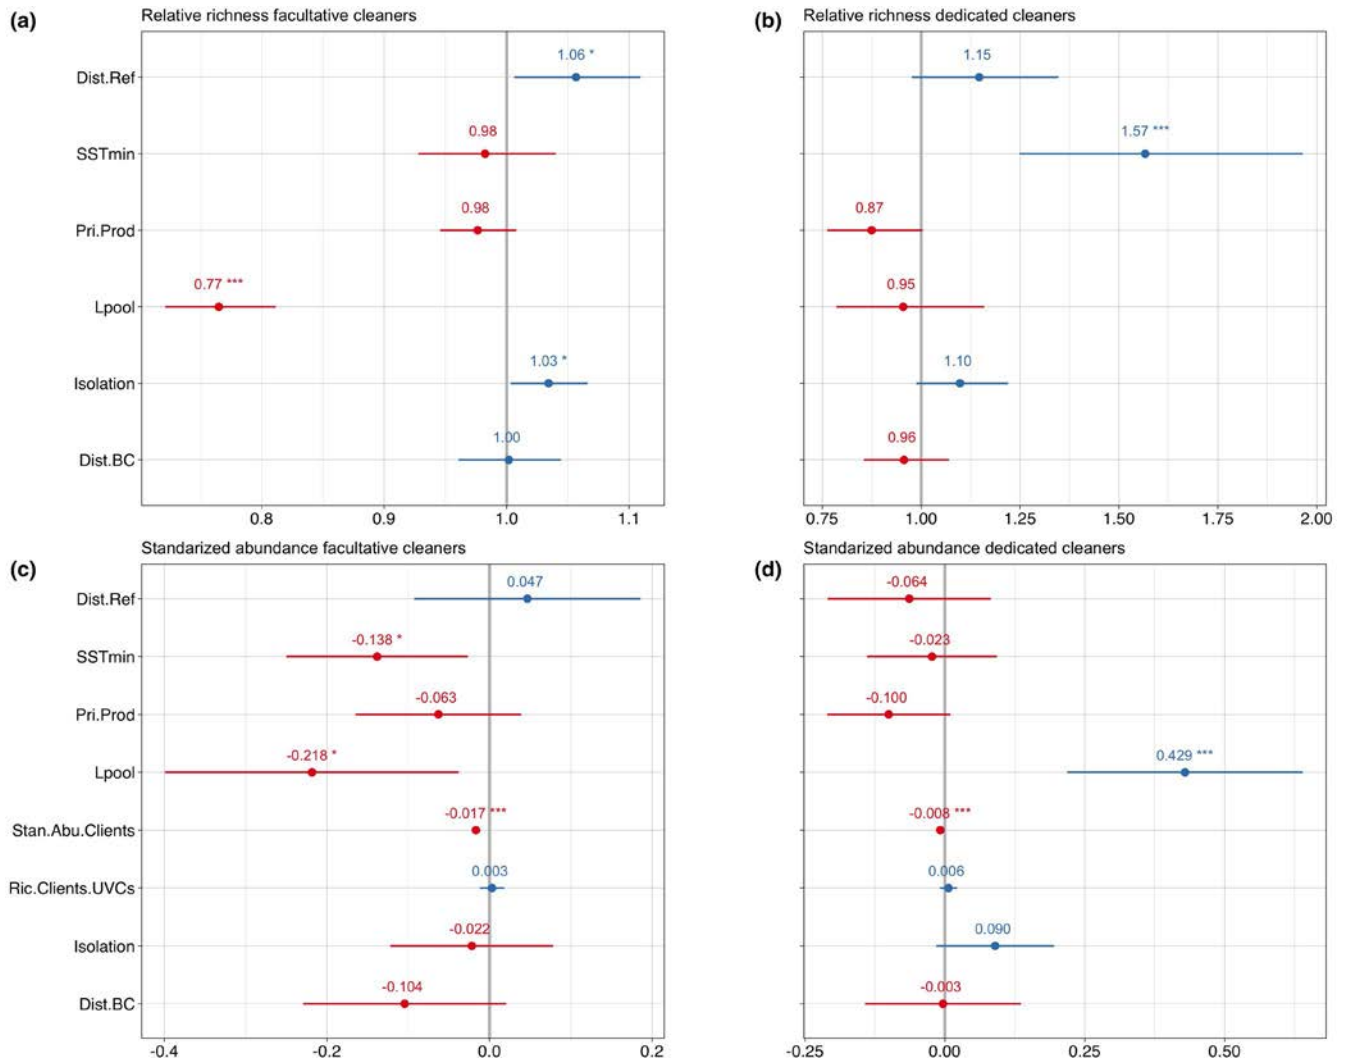 (a)
Relative richness facultative cleaners
Dist.Ref
1.06 *
SSTmin
0.98
Pri.Prod
0.98
Lpool
0.77 ***
Isolation
1.03 *
Dist.BC
1.00
0.8 0.9 1.0 1.1
(b)
Relative richness dedicated cleaners
1.15
1.57 ***
0.87
0.95
1.10
0.96
0.75 1.00 1.25 1.50 1.75 2.00
(c)
Standarized abundance facultative cleaners
Dist.Ref
0.047
SSTmin
-0.138 *
Pri.Prod
-0.063
Lpool
-0.218 *
Stan.Abu.Clients
-0.017 ***
Ric.Clients.UVCs
0.003
Isolation
-0.022
Dist.BC
-0.104
-0.4 -0.2 0.0 0.2
(d)
Standarized abundance dedicated cleaners
-0.064
-0.023
-0.100
0.429 ***
-0.008 ***
0.006
0.090
-0.003
-0.25 0.00 0.25 0.50